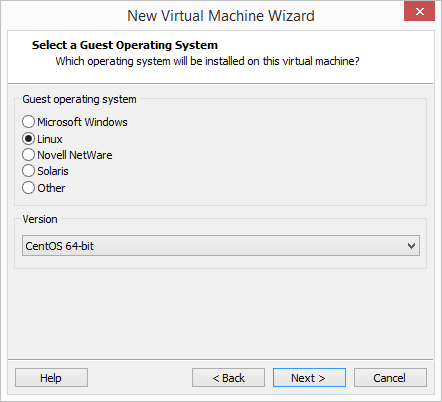 New Virtual Machine Wizard
Select a Guest Operating System
Which operating system will be installed on this virtual machine?
Guest operating system
Microsoft Windows
Linux
Novell NetWare
Solaris
Other
Version
CentOS 64-bit
Help
< Back
Next >
Cancel